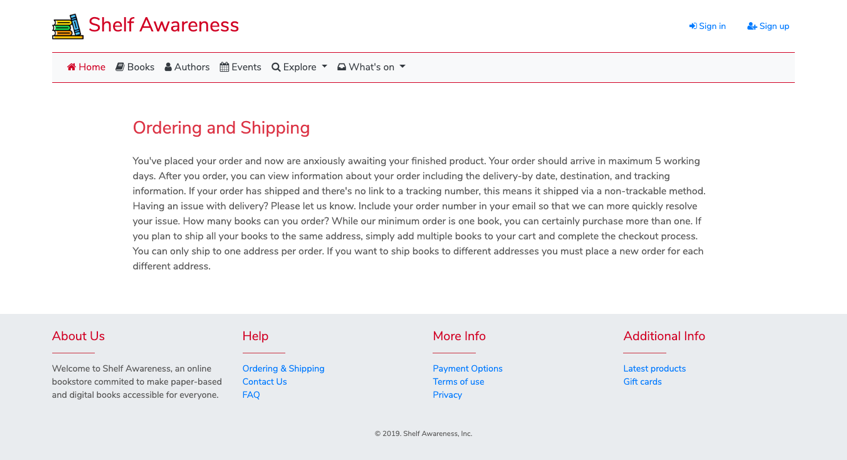 Shelf Awareness
Sign in
Sign up
Home
Books
Authors
Events
Explore
What's on
Ordering and Shipping
You've placed your order and now are anxiously awaiting your finished product. Your order should arrive in maximum 5 working
days. After you order, you can view information about your order including the delivery-by date, destination, and tracking
information. If your order has shipped and there's no link to a tracking number, this means it shipped via a non-trackable method.
Having an issue with delivery? Please let us know. Include your order number in your email so that we can more quickly resolve
your issue. How many books can you order? While our minimum order is one book, you can certainly purchase more than one. If
you plan to ship all your books to the same address, simply add multiple books to your cart and complete the checkout process.
You can only ship to one address per order. If you want to ship books to different addresses you must place a new order for each
different address.
About Us
Welcome to Shelf Awareness, an online
bookstore commited to make paper-based
and digital books accessible for everyone.
Help
Ordering & Shipping
Contact Us
FAQ
More Info
Payment Options
Terms of use
Privacy
Additional Info
Latest products
Gift cards
© 2019. Shelf Awareness, Inc.